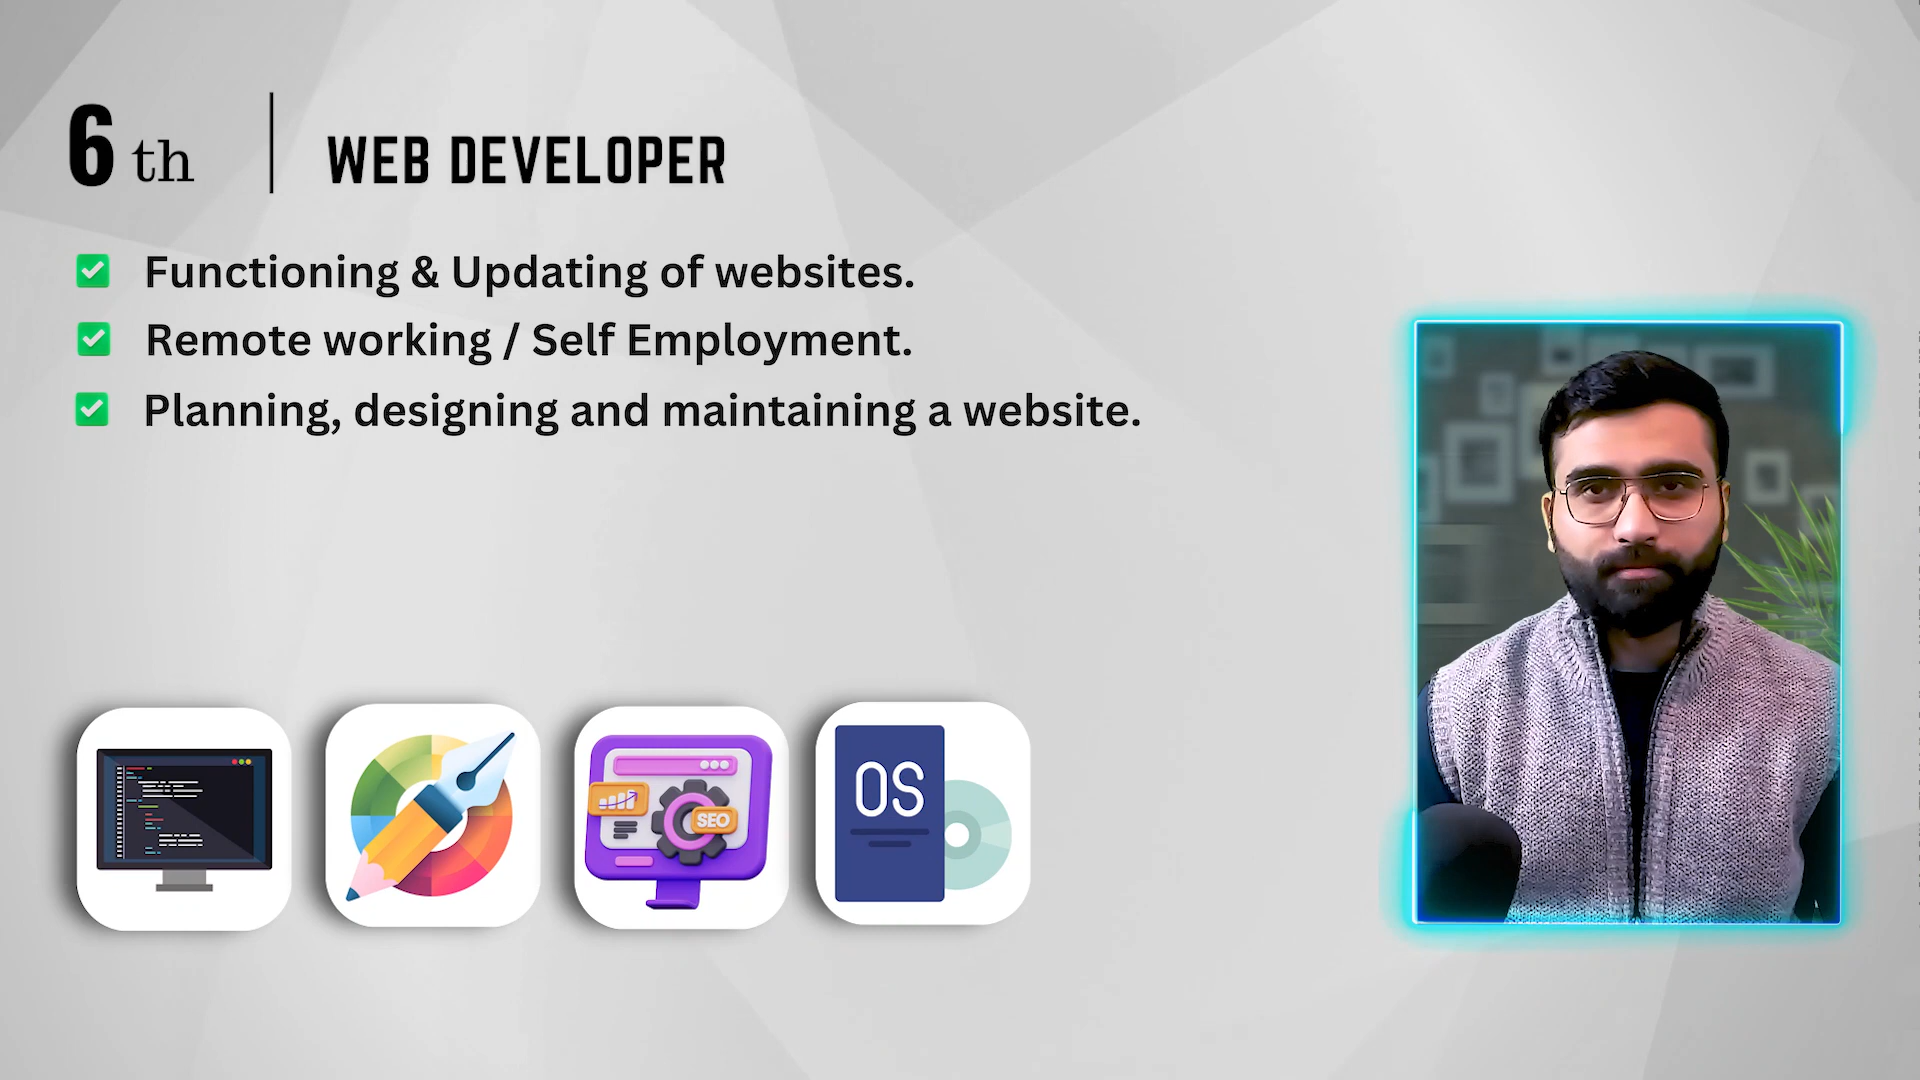 6 th
WEB DEVELOPER
Functioning & Updating of websites.
Remote working / Self Employment.
Planning, designing and maintaining a website.
SEO
OS